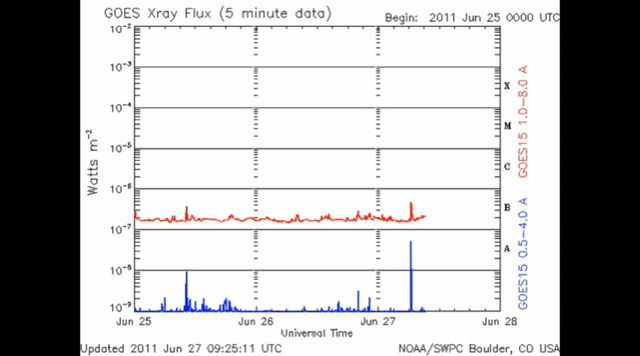 GOES Xray Flux (5 minute data)
Begin: 2011 Jun 25 0000 UTC
10-2
10-3
10-4
10-5
10-6
10-7
10-8
10-9
Watts m-2
X
M
C
B
A
GOES15 1.0-8.0 A
GOES15 0.5-4.0 A
Jun 25
Jun 26
Jun 27
Jun 28
Universal Time
Updated 2011 Jun 27 09:25:11 UTC
NOAA/SWPC Boulder, CO USA